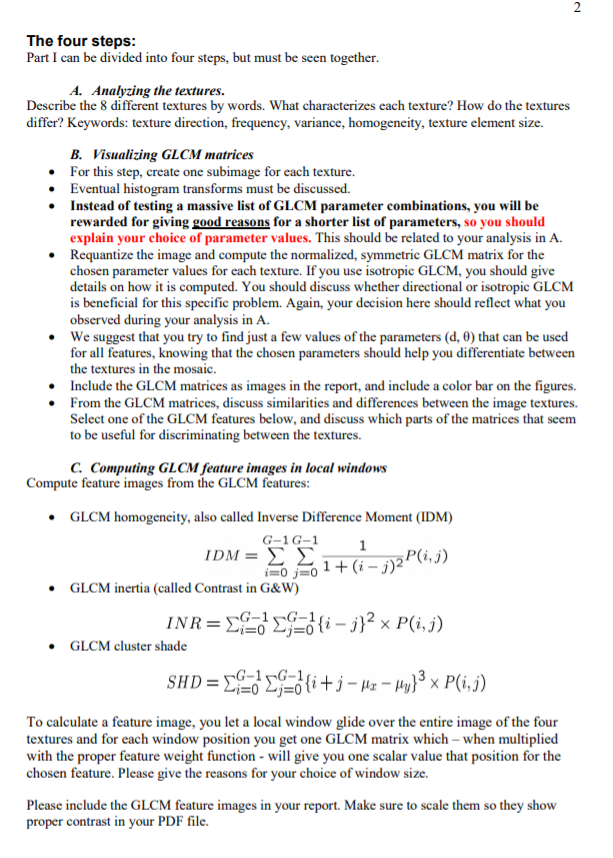 2
The four steps:
Part I can be divided into four steps, but must be seen together.
A. Analyzing the textures.
Describe the 8 different textures by words. What characterizes each texture? How do the textures
differ? Keywords: texture direction, frequency, variance, homogeneity, texture element size.
B. Visualizing GLCM matrices
• For this step, create one subimage for each texture.
• Eventual histogram transforms must be discussed.
• Instead of testing a massive list of GLCM parameter combinations, you will be
rewarded for giving good reasons for a shorter list of parameters, so you should
explain your choice of parameter values. This should be related to your analysis in A.
• Requantize the image and compute the normalized, symmetric GLCM matrix for the
chosen parameter values for each texture. If you use isotropic GLCM, you should give
details on how it is computed. You should discuss whether directional or isotropic GLCM
is beneficial for this specific problem. Again, your decision here should reflect what you
observed during your analysis in A.
• We suggest that you try to find just a few values of the parameters (d, θ) that can be used
for all features, knowing that the chosen parameters should help you differentiate between
the textures in the mosaic.
• Include the GLCM matrices as images in the report, and include a color bar on the figures.
• From the GLCM matrices, discuss similarities and differences between the image textures.
Select one of the GLCM features below, and discuss which parts of the matrices that seem
to be useful for discriminating between the textures.
C. Computing GLCM feature images in local windows
Compute feature images from the GLCM features:
• GLCM homogeneity, also called Inverse Difference Moment (IDM)
IDM = ∑_{i=0}^{G−1} ∑_{j=0}^{G−1} 1/(1 + (i − j)²) P(i, j)
• GLCM inertia (called Contrast in G&W)
INR = ∑_{i=0}^{G−1} ∑_{j=0}^{G−1} {i − j}² × P(i, j)
• GLCM cluster shade
SHD = ∑_{i=0}^{G−1} ∑_{j=0}^{G−1} {i + j − μₓ − μ_y}³ × P(i, j)
To calculate a feature image, you let a local window glide over the entire image of the four
textures and for each window position you get one GLCM matrix which – when multiplied
with the proper feature weight function - will give you one scalar value that position for the
chosen feature. Please give the reasons for your choice of window size.
Please include the GLCM feature images in your report. Make sure to scale them so they show
proper contrast in your PDF file.